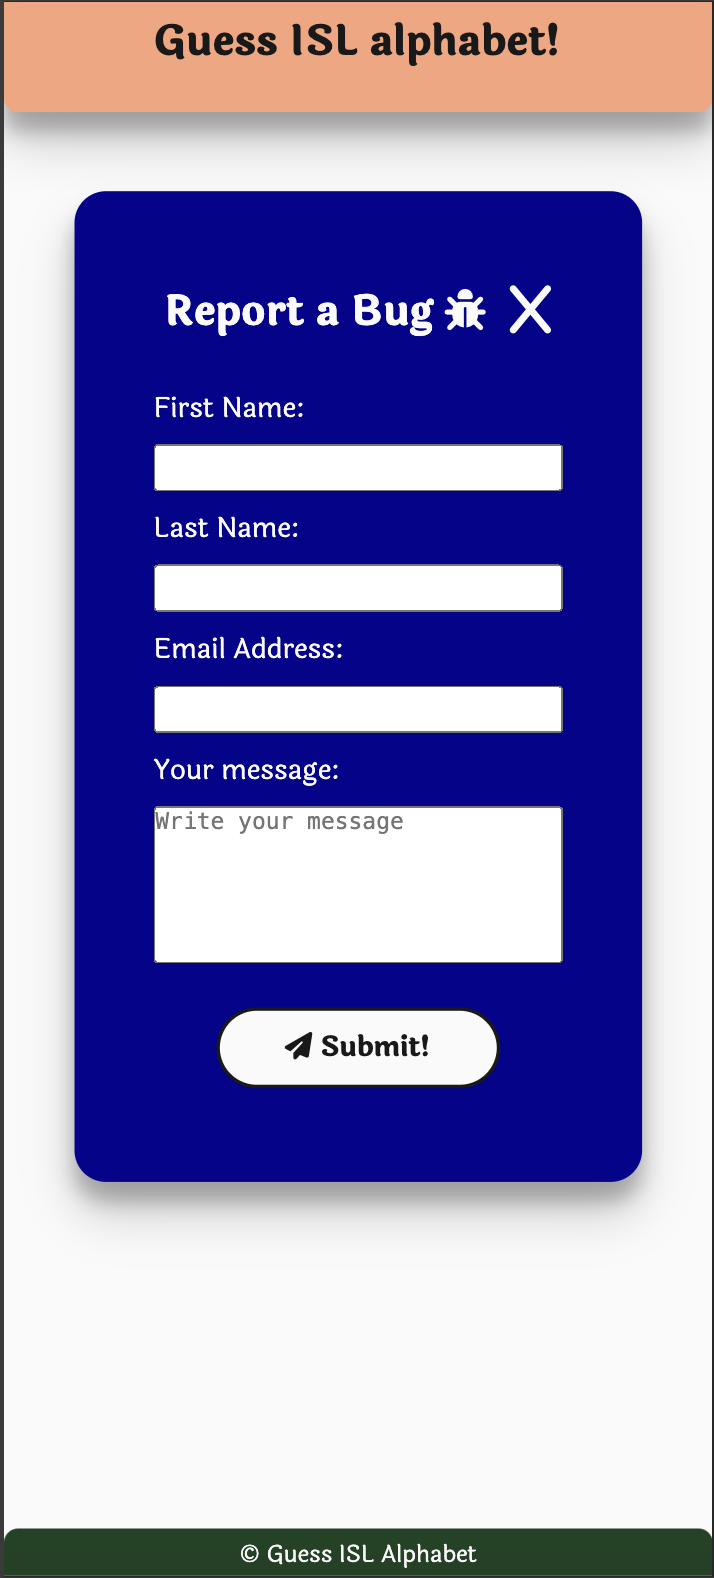 Guess ISL alphabet!
Report a Bug
First Name:
Last Name:
Email Address:
Your message:
Write your message
Submit!
© Guess ISL Alphabet